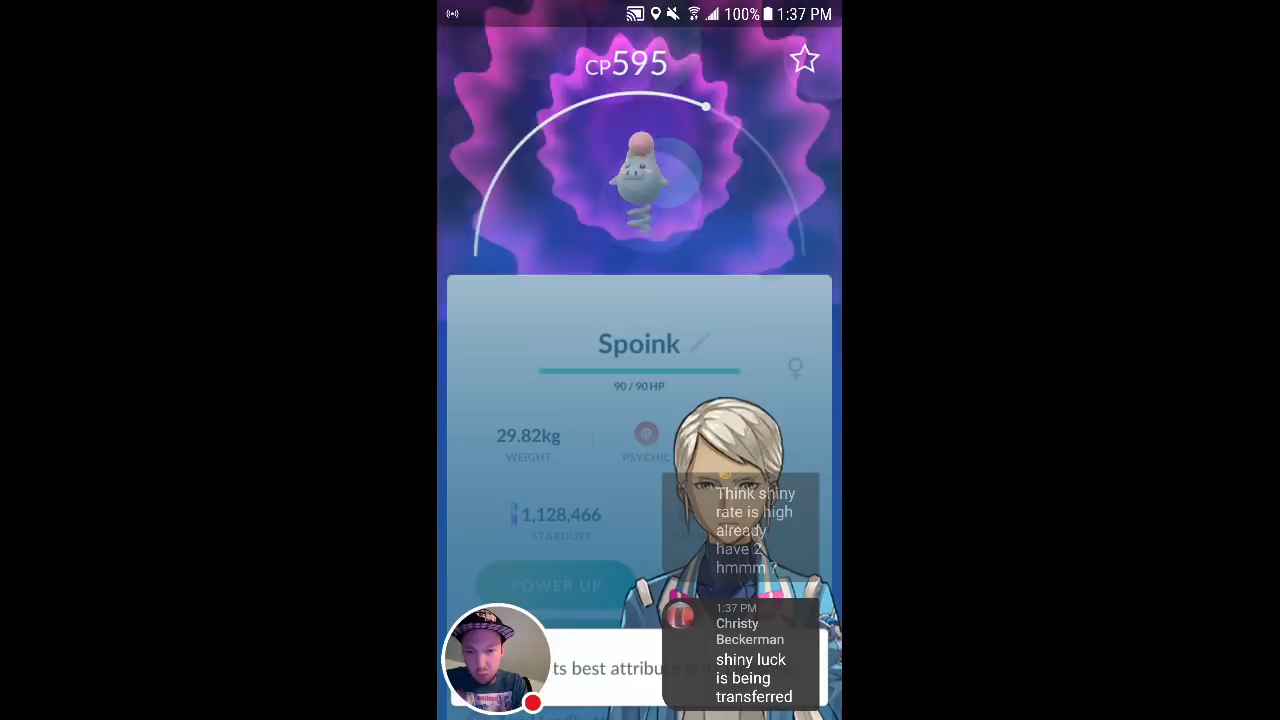 100% 1:37 PM
CP595
Spoink
90 / 90 HP
29.82kg
WEIGHT
PSYCHIC
1,128,466
STARDUST
POWER UP
Think shiny
rate is high
already
have 2
hmmm ?
1:37 PM
Christy
Beckerman
shiny luck
is being
transferred
ts best attribute